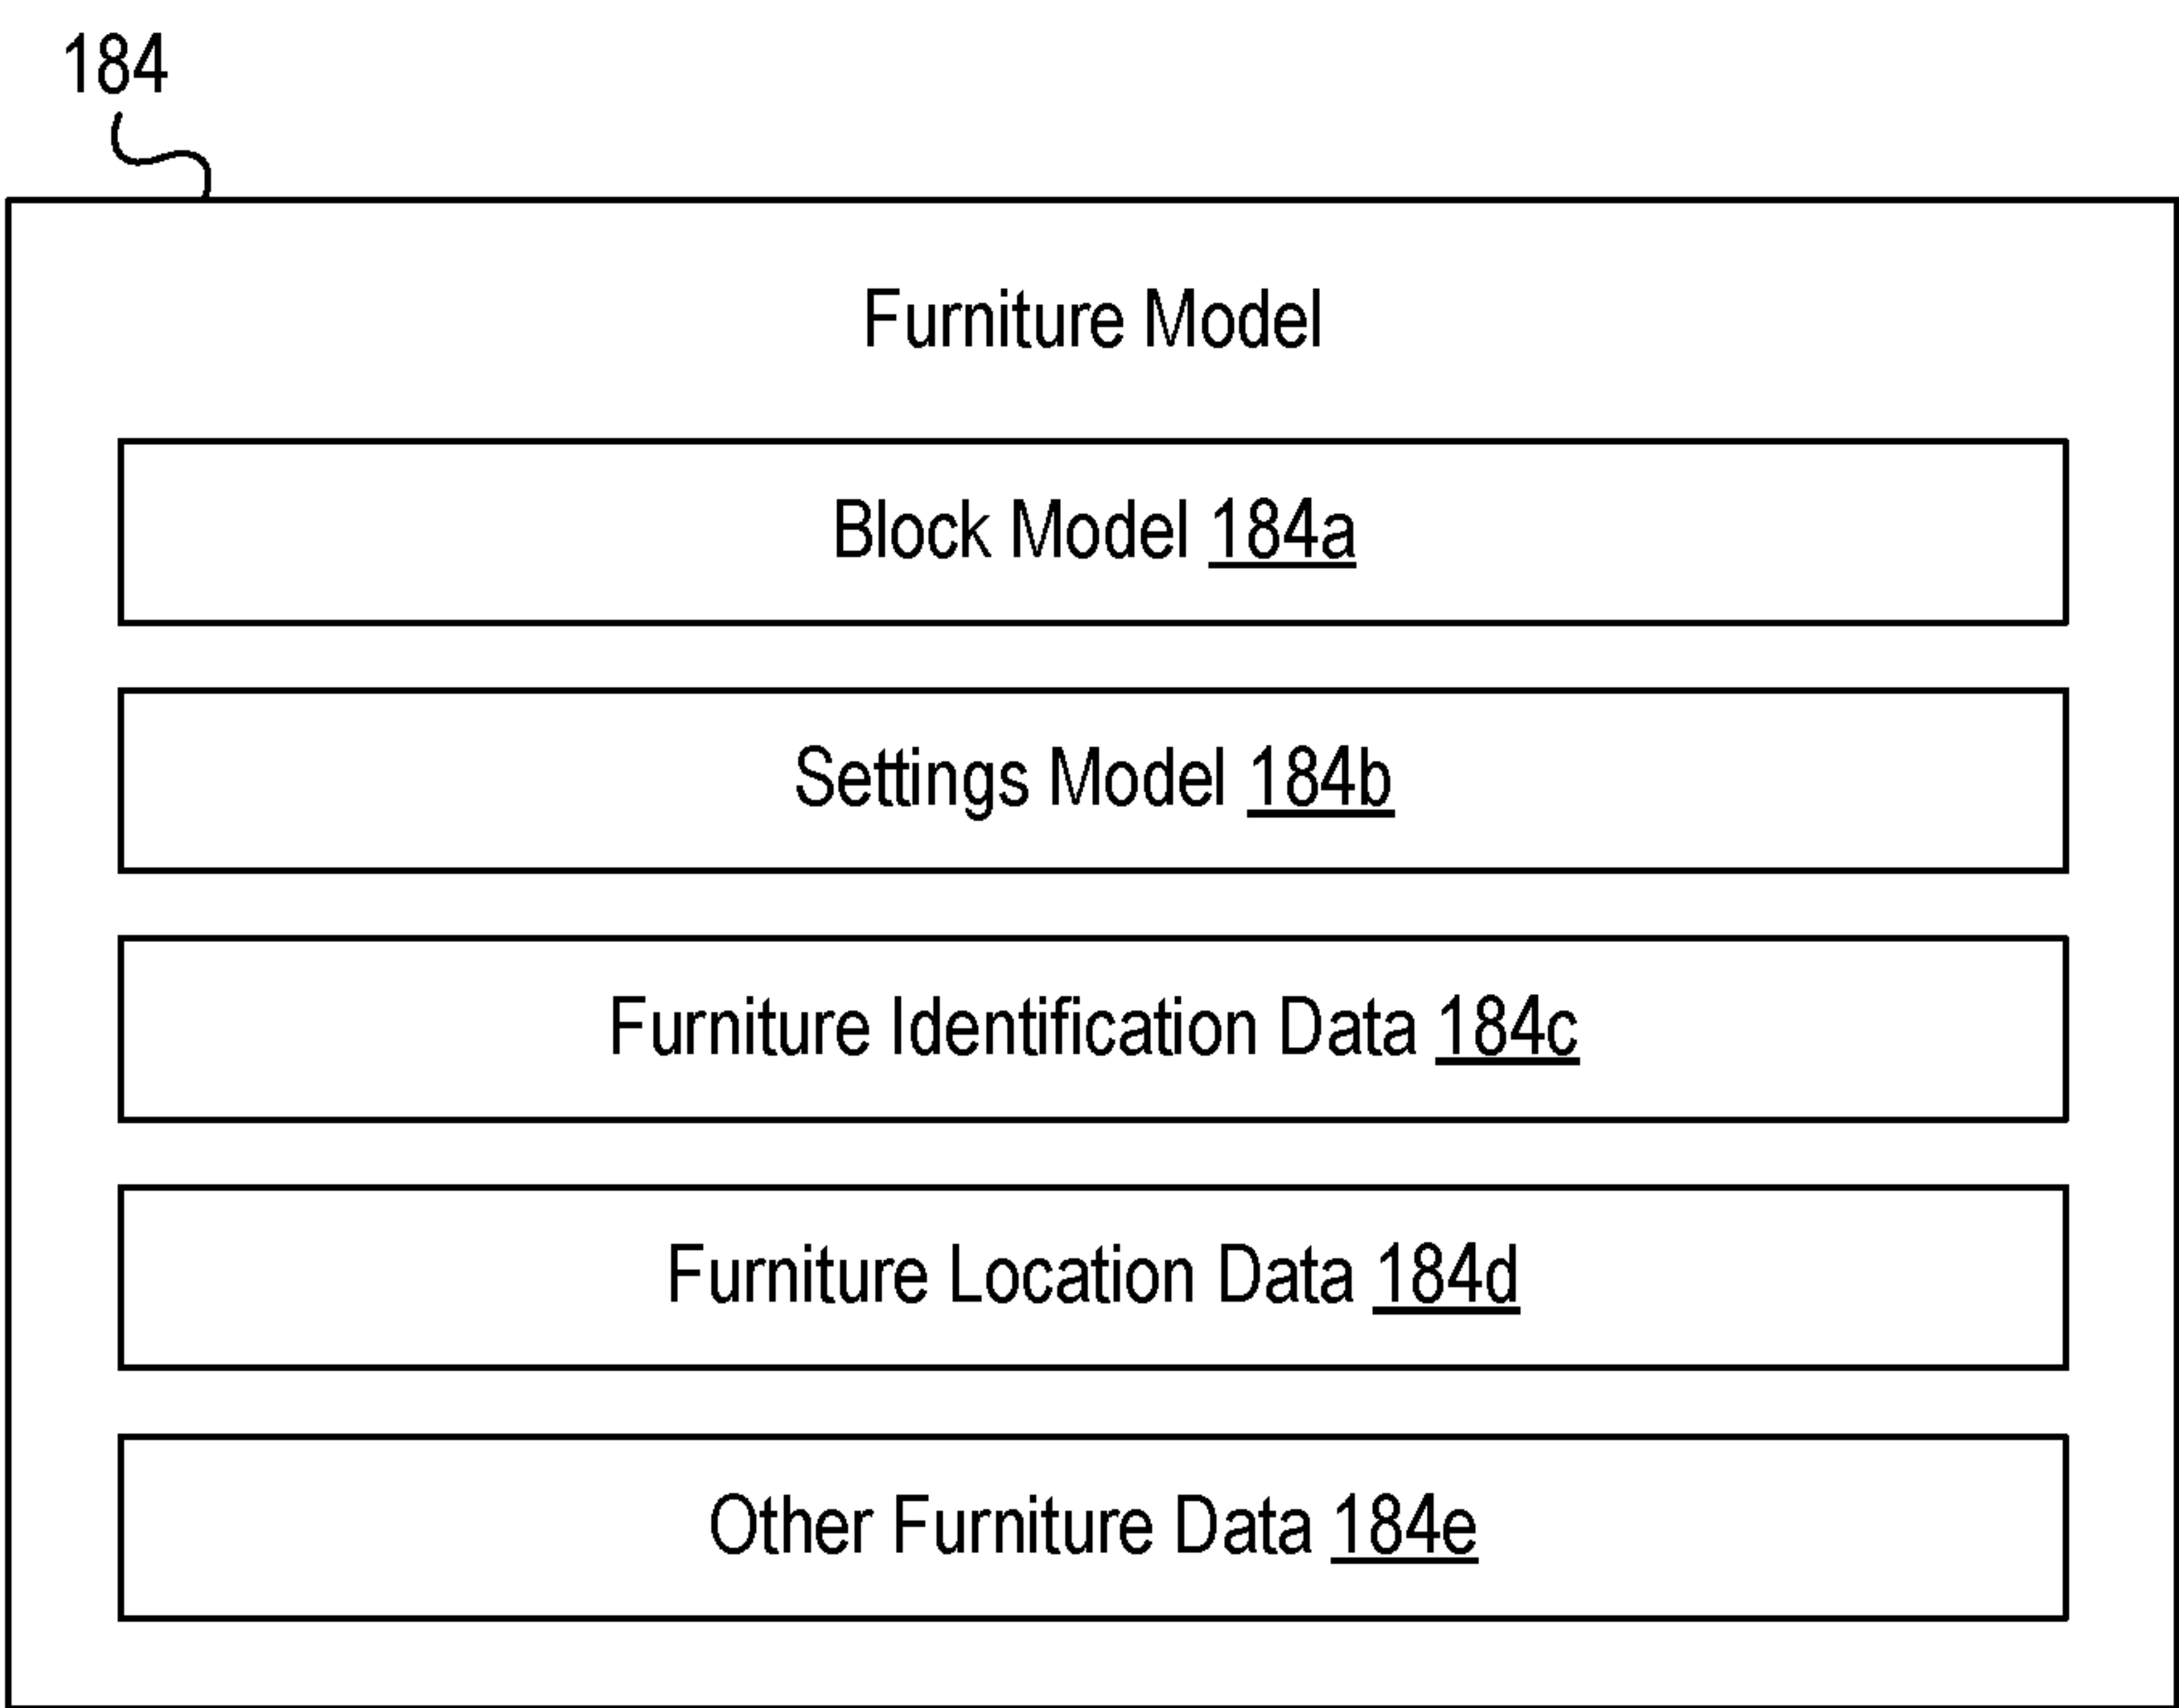 184
Furniture Model
Block Model 184a
Settings Model 184b
Furniture Identification Data 184c
Furniture Location Data 184d
Other Furniture Data 184e